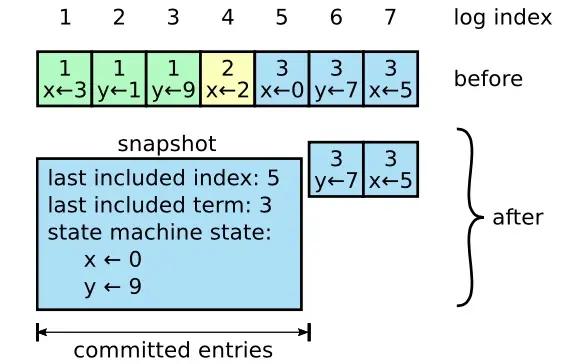 1 2 3 4 5 6 7 log index
1 1 1 2 3 3 3
x←3 y←1 y←9 x←2 x←0 y←7 x←5
before
snapshot
3 3
y←7 x←5
last included index: 5
last included term: 3
state machine state:
x ← 0
y ← 9
after
committed entries